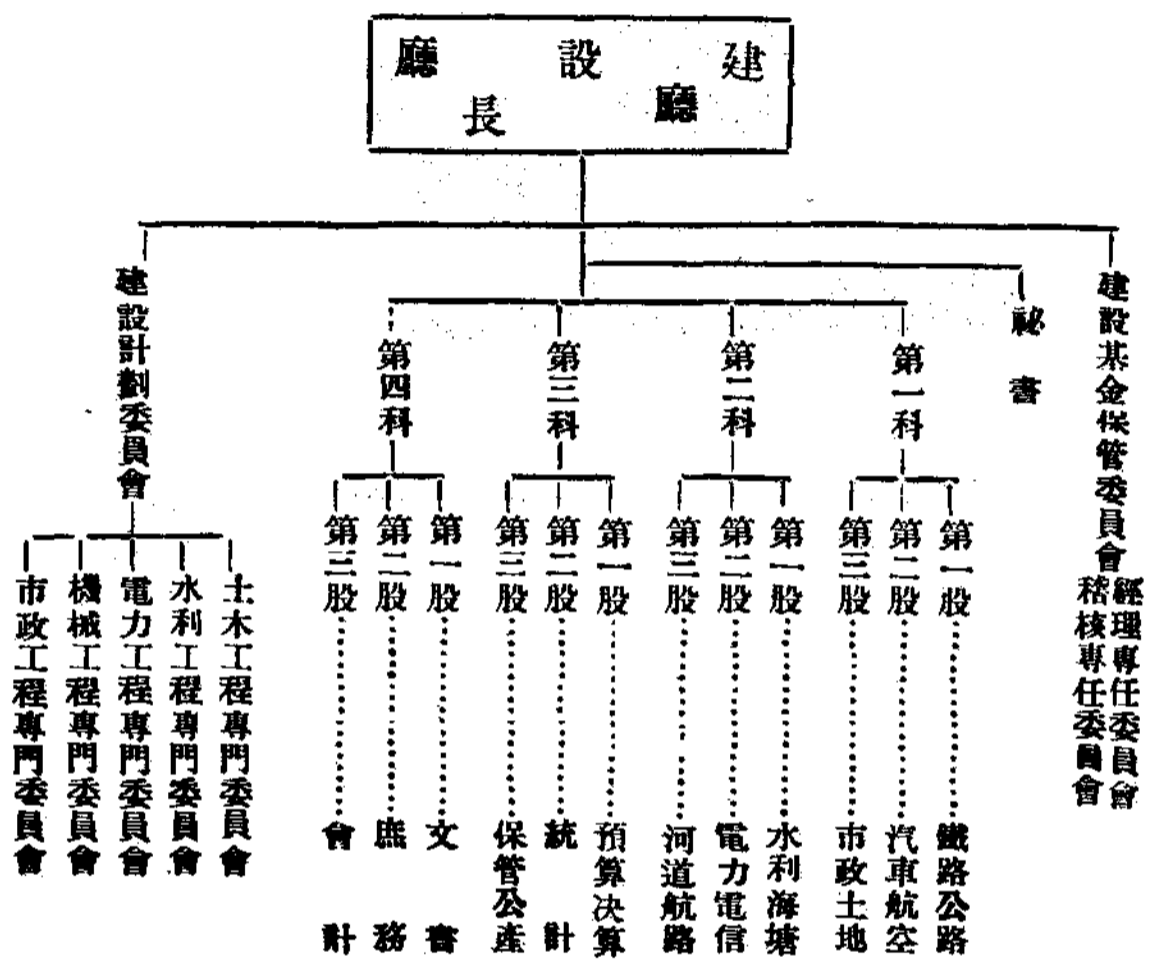 建設廳
廳長
建設基金保管委員會
經理專任委員會
稽核專任委員會
祕書
第一科
第一股
鐵路公路
第二股
汽車航空
第三股
市政土地
第二科
第一股
水利海塘
第二股
電力電信
第三股
河道航路
第三科
第一股
預算决算
第二股
統計
第三股
保管公產
第四科
第一股
文書
第二股
庶務
第三股
會計
建設計劃委員會
土木工程專門委員會
水利工程專門委員會
電力工程專門委員會
機械工程專門委員會
市政工程專門委員會